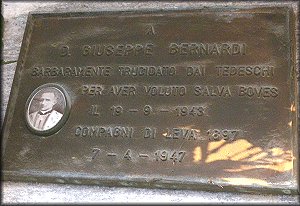 A
D. GIUSEPPE BERNARDI
BARBARAMENTE TRUCIDATO DAI TEDESCHI
PER AVER VOLUTO SALVA BOVES
IL 19-9-1943
COMPAGNI DI LEVA 1897
7-4-1947